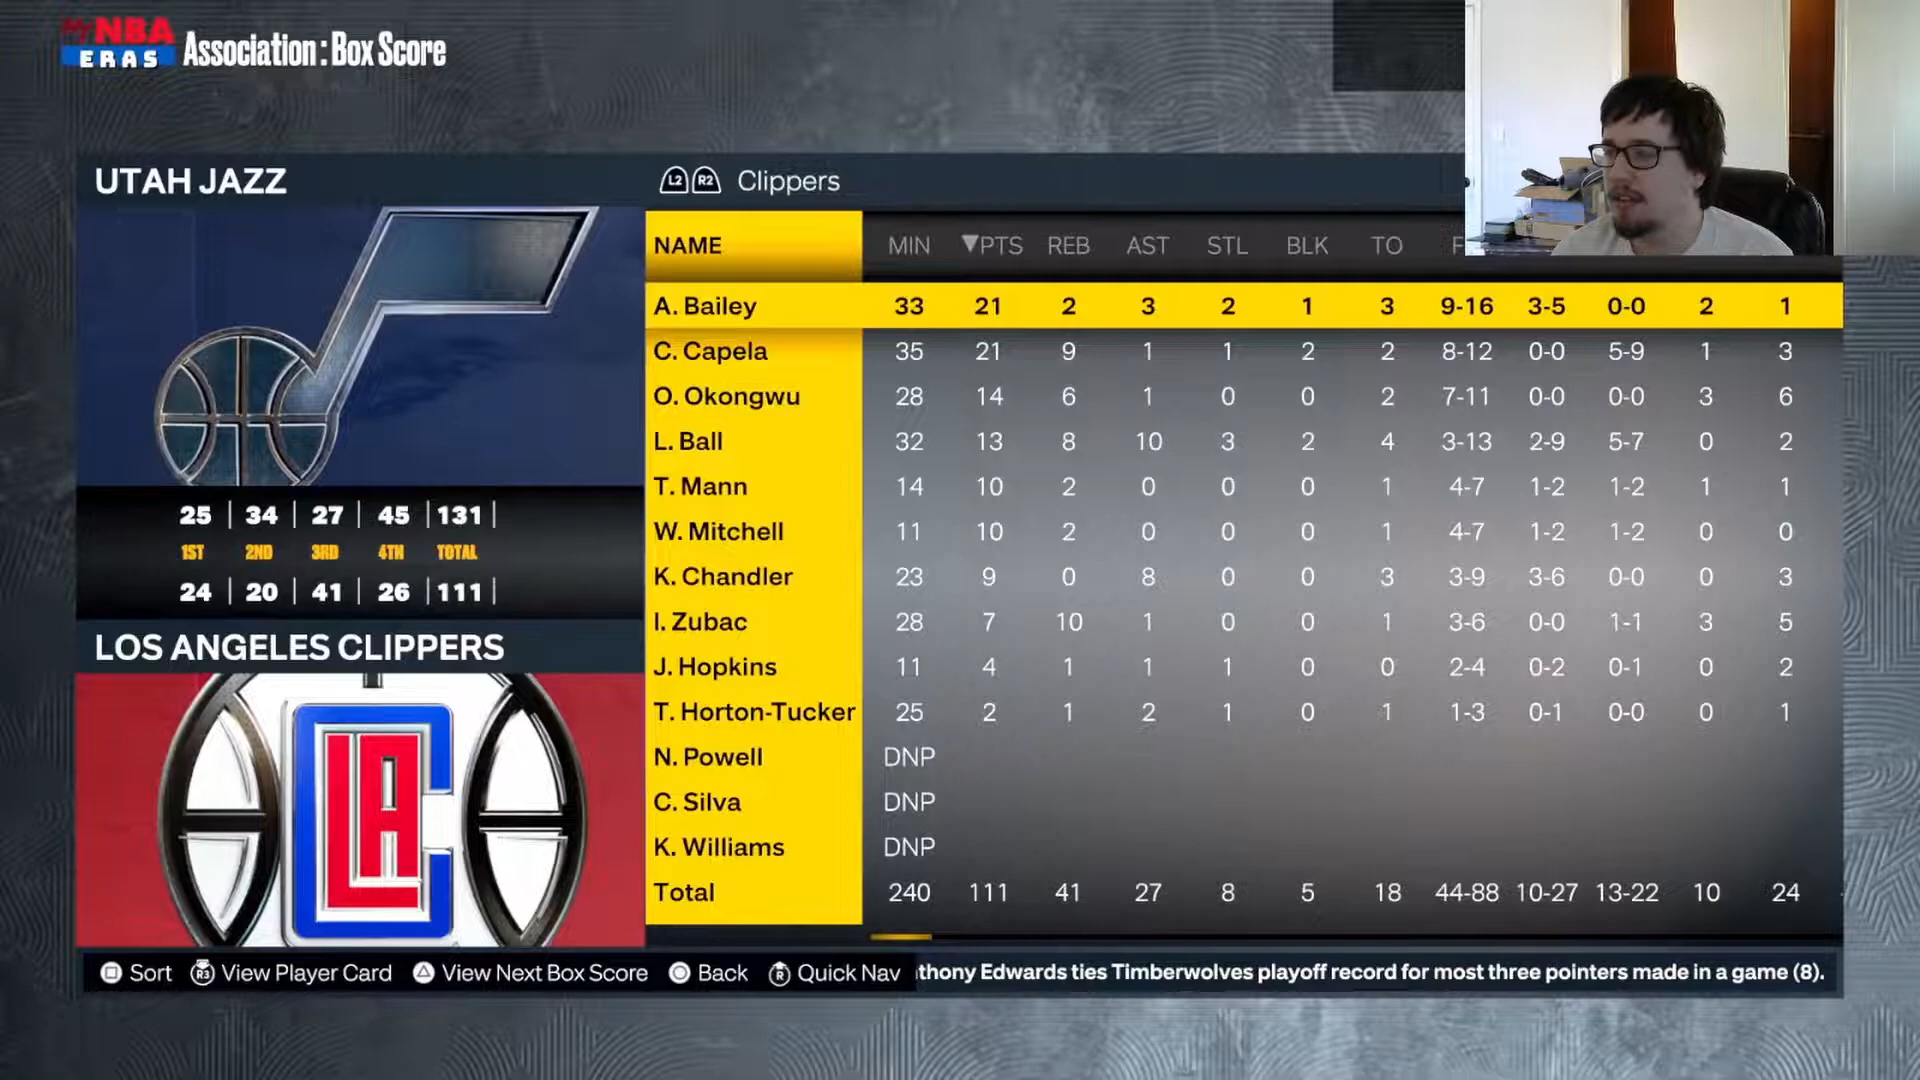 My NBA ERAS Association : Box Score
UTAH JAZZ
25 | 34 | 27 | 45 | 131 |
1ST 2ND 3RD 4TH TOTAL
24 | 20 | 41 | 26 | 111 |
LOS ANGELES CLIPPERS
LAC
L2 R2 Clippers
NAME MIN ▼PTS REB AST STL BLK TO
A. Bailey 33 21 2 3 2 1 3 9-16 3-5 0-0 2 1
C. Capela 35 21 9 1 1 2 2 8-12 0-0 5-9 1 3
O. Okongwu 28 14 6 1 0 0 2 7-11 0-0 0-0 3 6
L. Ball 32 13 8 10 3 2 4 3-13 2-9 5-7 0 2
T. Mann 14 10 2 0 0 0 1 4-7 1-2 1-2 1 1
W. Mitchell 11 10 2 0 0 0 1 4-7 1-2 1-2 0 0
K. Chandler 23 9 0 8 0 0 3 3-9 3-6 0-0 0 3
I. Zubac 28 7 10 1 0 0 1 3-6 0-0 1-1 3 5
J. Hopkins 11 4 1 1 1 0 0 2-4 0-2 0-1 0 2
T. Horton-Tucker 25 2 1 2 1 0 1 1-3 0-1 0-0 0 1
N. Powell DNP
C. Silva DNP
K. Williams DNP
Total 240 111 41 27 8 5 18 44-88 10-27 13-22 10 24
Sort R3 View Player Card View Next Box Score Back R Quick Nav thony Edwards ties Timberwolves playoff record for most three pointers made in a game (8).